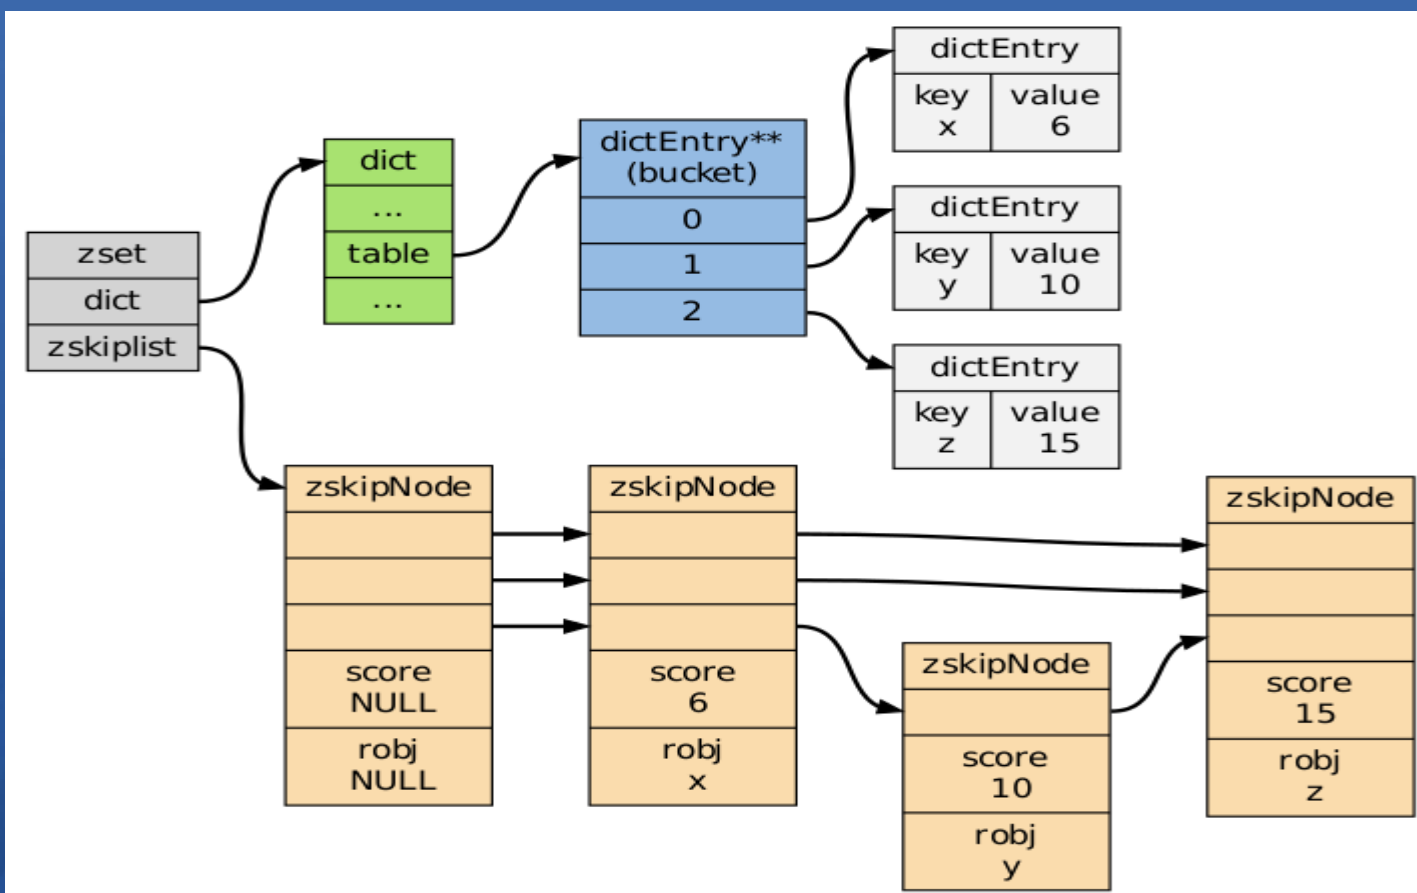 zset
dict
zskiplist
dict
...
table
...
dictEntry**
(bucket)
0
1
2
dictEntry
key value
x 6
dictEntry
key value
y 10
dictEntry
key value
z 15
zskipNode
score
NULL
robj
NULL
zskipNode
score
6
robj
x
zskipNode
score
10
robj
y
zskipNode
score
15
robj
z